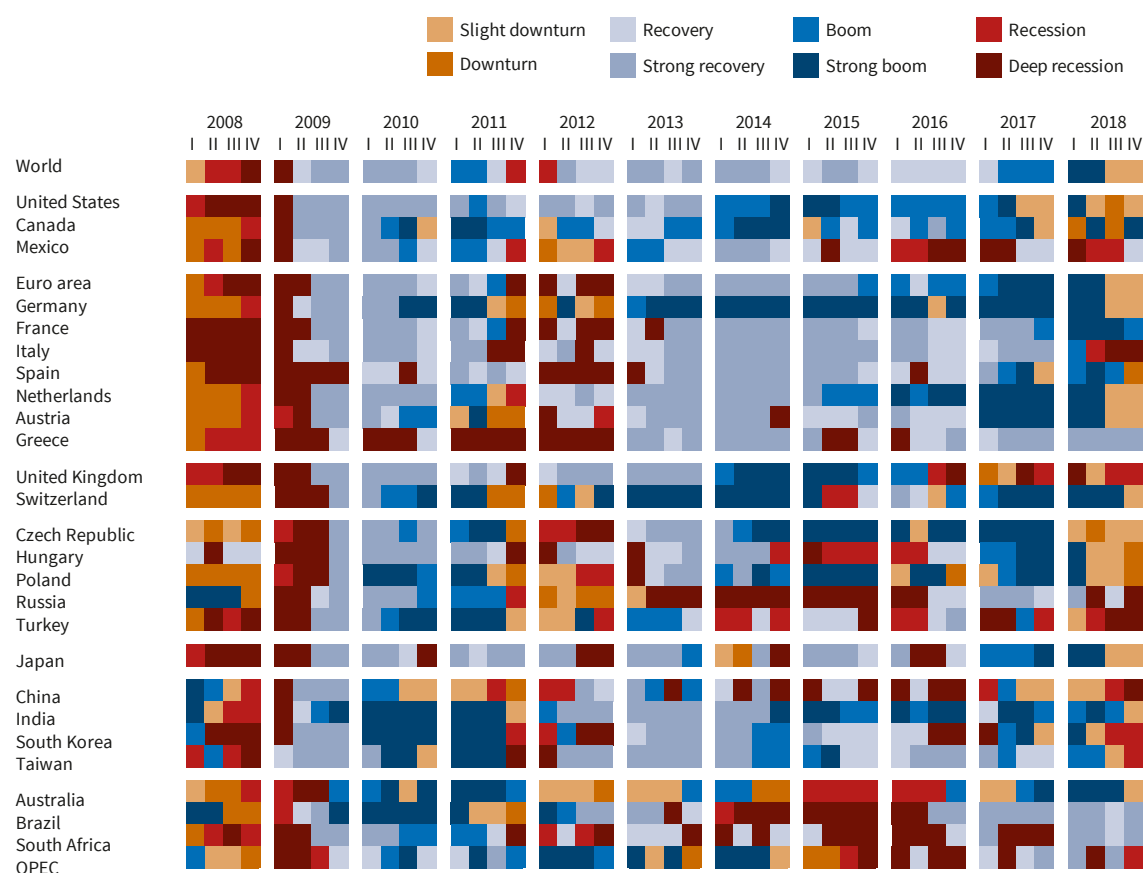 Slight downturn Recovery Boom Recession
Downturn Strong recovery Strong boom Deep recession
2008 2009 2010 2011 2012 2013 2014 2015 2016 2017 2018
I II III IV I II III IV I II III IV I II III IV I II III IV I II III IV I II III IV I II III IV I II III IV I II III IV I II III IV
World
United States
Canada
Mexico
Euro area
Germany
France
Italy
Spain
Netherlands
Austria
Greece
United Kingdom
Switzerland
Czech Republic
Hungary
Poland
Russia
Turkey
Japan
China
India
South Korea
Taiwan
Australia
Brazil
South Africa
OPEC